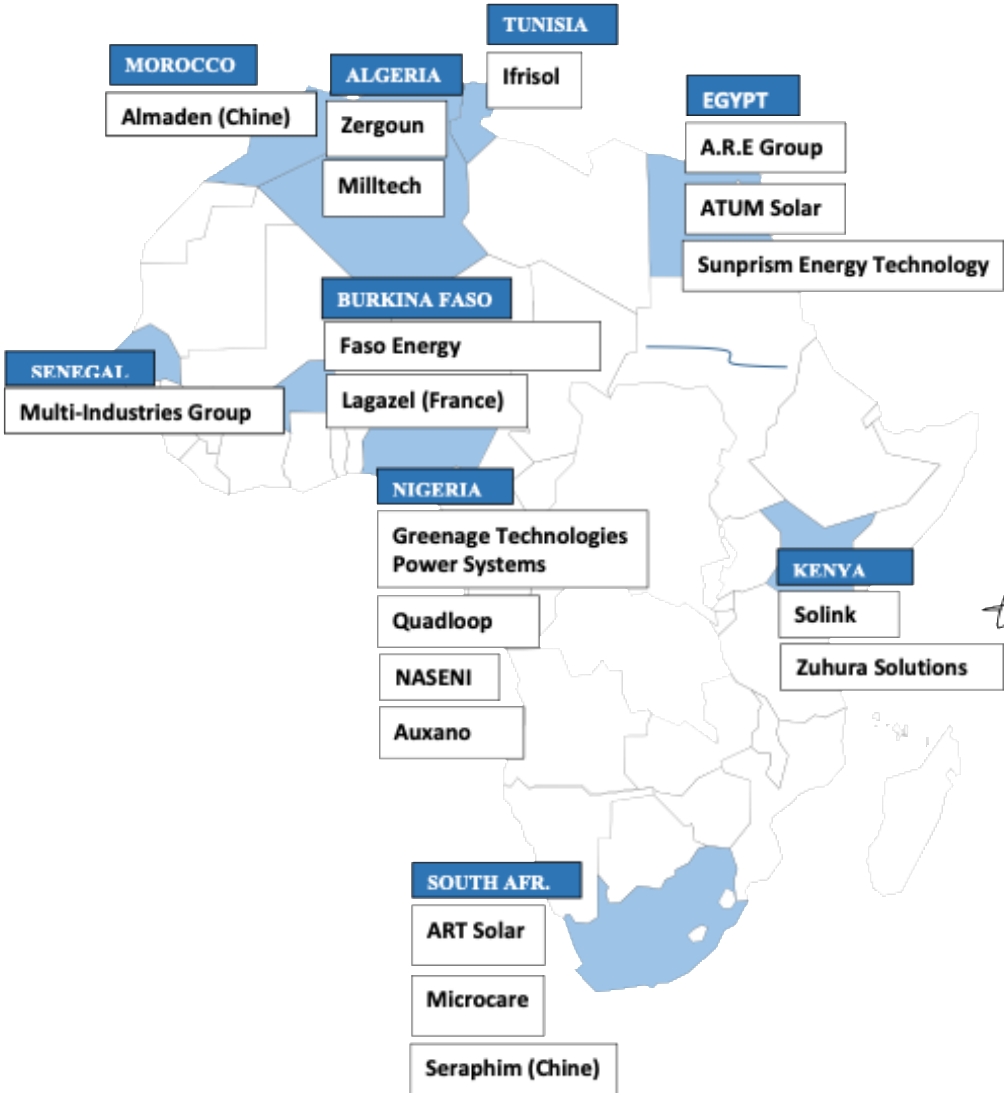 TUNISIA
Ifrisol
MOROCCO
Almaden (Chine)
ALGERIA
Zergoun
Milltech
EGYPT
A.R.E Group
ATUM Solar
Sunprism Energy Technology
BURKINA FASO
Faso Energy
Lagazel (France)
SENEGAL
Multi-Industries Group
NIGERIA
Greenage Technologies
Power Systems
Quadloop
NASENI
Auxano
KENYA
Solink
Zuhura Solutions
SOUTH AFR.
ART Solar
Microcare
Seraphim (Chine)